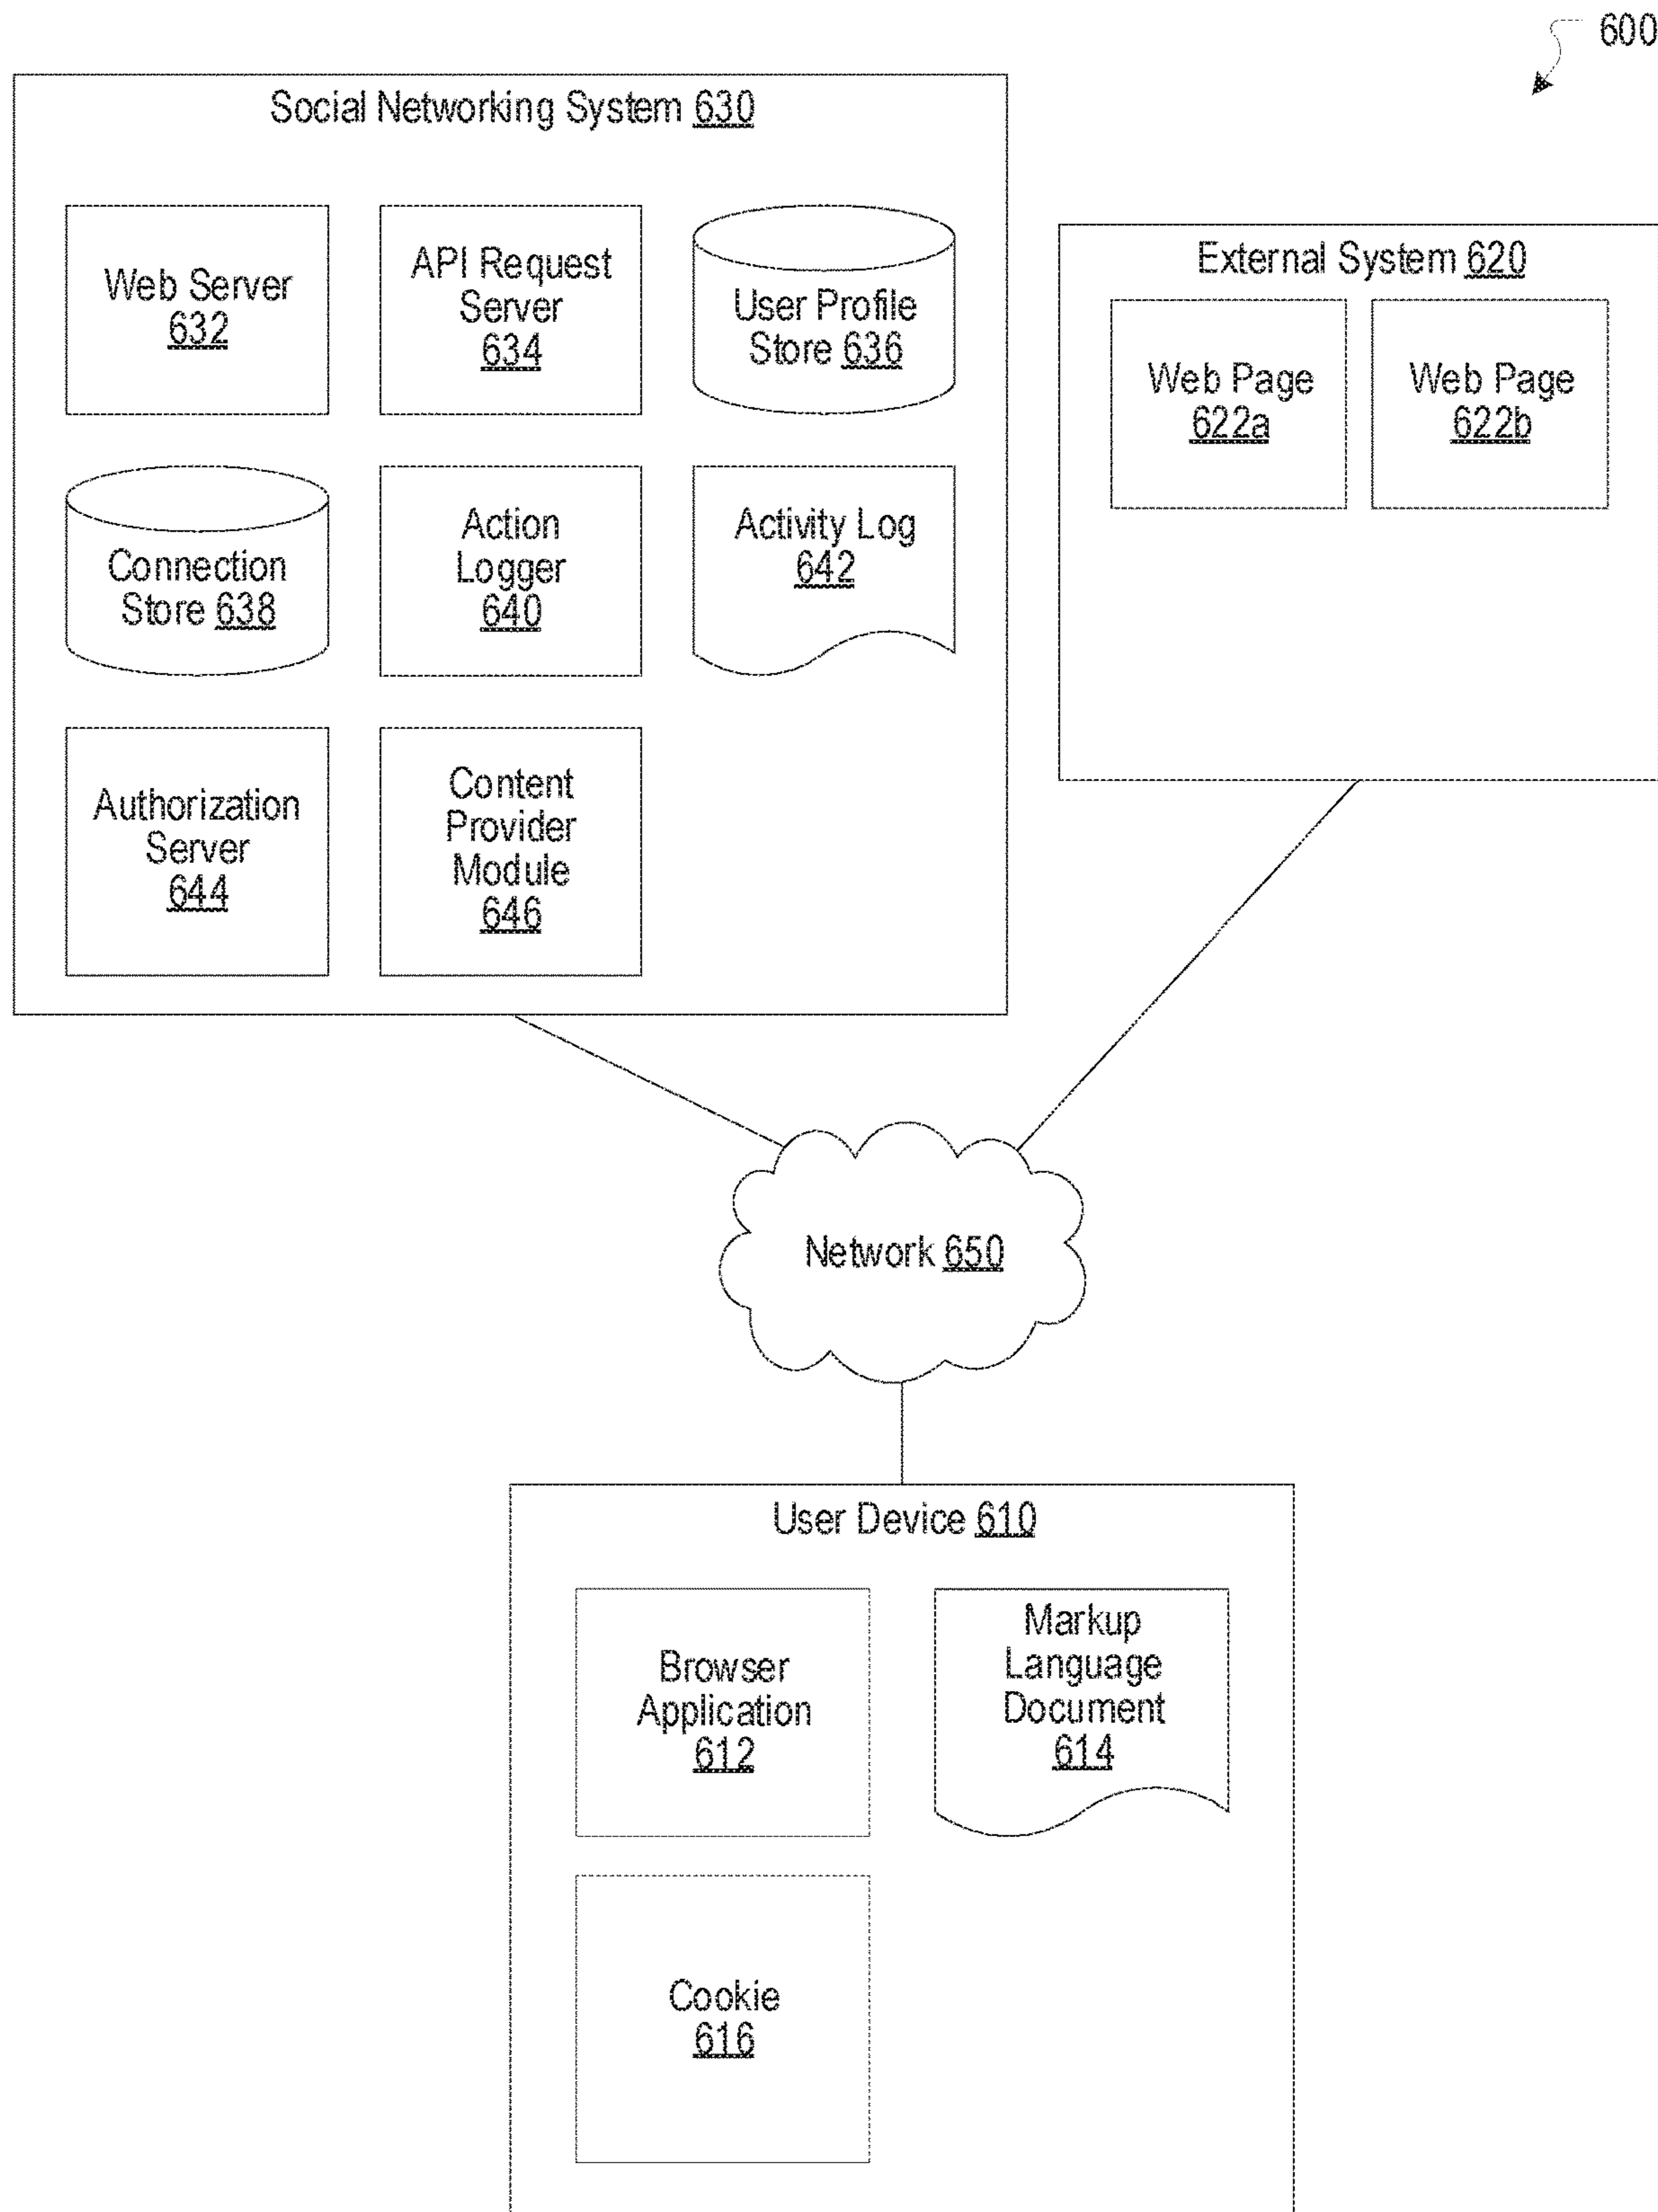 600
Social Networking System 630
Web Server
632
API Request
Server
634
User Profile
Store 636
Connection
Store 638
Action
Logger
640
Activity Log
642
Authorization
Server
644
Content
Provider
Module
646
External System 620
Web Page
622a
Web Page
622b
Network 650
User Device 610
Browser
Application
612
Markup
Language
Document
614
Cookie
616